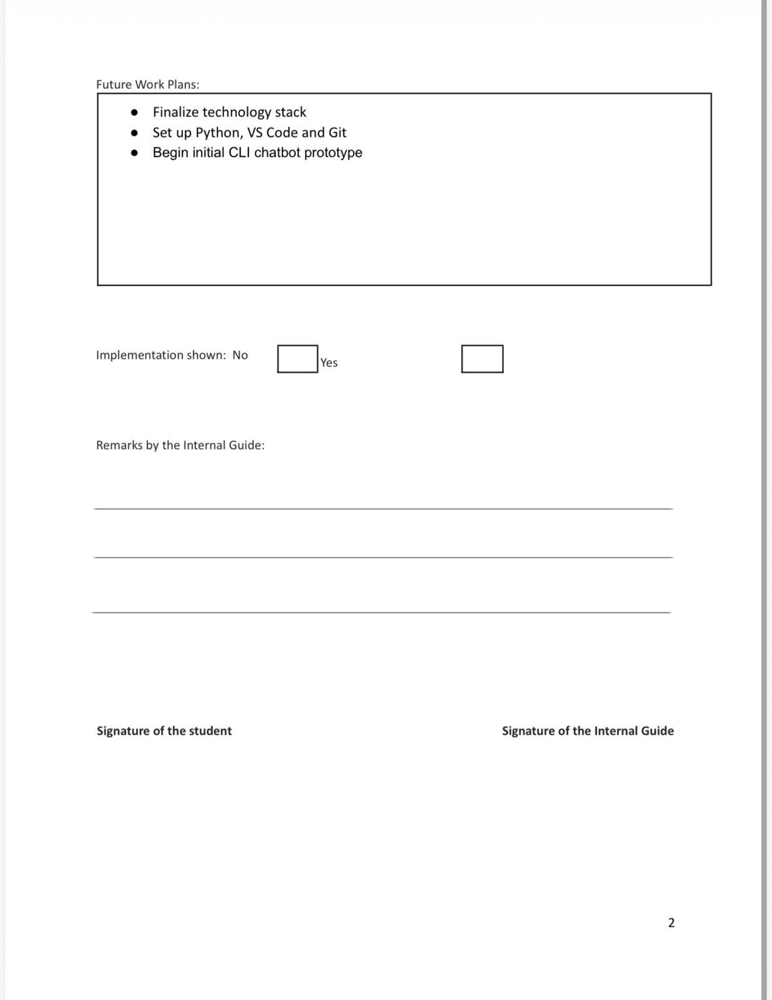 Future Work Plans:
● Finalize technology stack
● Set up Python, VS Code and Git
● Begin initial CLI chatbot prototype
Implementation shown: No Yes
Remarks by the Internal Guide:
Signature of the student Signature of the Internal Guide
2